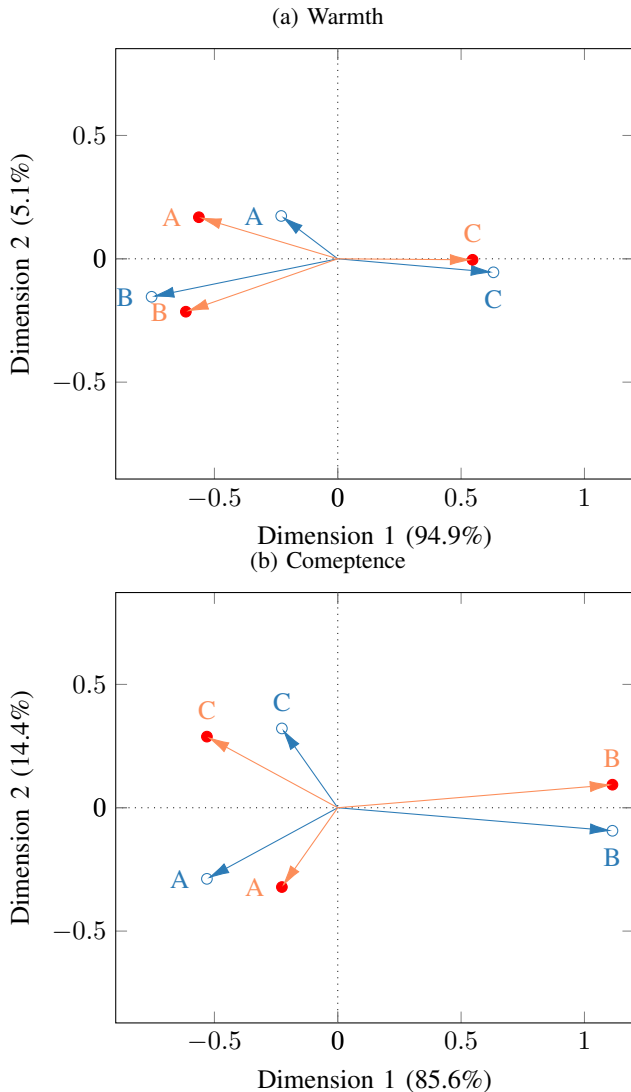 (a) Warmth
Dimension 2 (5.1%)
0.5
0
−0.5
A
A
B
B
C
C
−0.5
0
0.5
1
Dimension 1 (94.9%)
(b) Comeptence
Dimension 2 (14.4%)
0.5
0
−0.5
C
C
B
B
A
A
−0.5
0
0.5
1
Dimension 1 (85.6%)